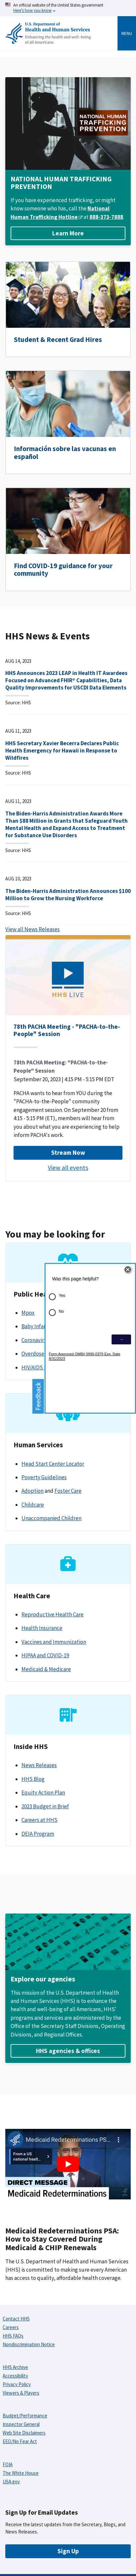 An official website of the United States government
Here's how you know
U.S. Department of
Health and Human Services
Enhancing the health and well-being
of all Americans
MENU
NATIONAL
HUMAN
TRAFFICKING
HOTLINE
NATIONAL HUMAN TRAFFICKING
PREVENTION
If you have experienced trafficking, or might
know someone who has, call the National
Human Trafficking Hotline at 888-373-7888
Learn More
Student & Recent Grad Hires
Información sobre las vacunas en
español
Find COVID-19 guidance for your
community
HHS News & Events
AUG 14, 2023
HHS Announces 2023 LEAP in Health IT Awardees
Focused on Advanced FHIR® Capabilities, Data
Quality Improvements for USCDI Data Elements
Source: HHS
AUG 11, 2023
HHS Secretary Xavier Becerra Declares Public
Health Emergency for Hawaii in Response to
Wildfires
Source: HHS
AUG 11, 2023
The Biden-Harris Administration Awards More
Than $88 Million in Grants that Safeguard Youth
Mental Health and Expand Access to Treatment
for Substance Use Disorders
Source: HHS
AUG 10, 2023
The Biden-Harris Administration Announces $100
Million to Grow the Nursing Workforce
Source: HHS
View all News Releases
HHS LIVE
78th PACHA Meeting - "PACHA-to-the-
People" Session
78th PACHA Meeting: "PACHA-to-the-
People" Session
September 20, 2023 | 4:15 PM - 5:15 PM EDT
PACHA wants to hear from YOU during the
"PACHA-to-the-People" community
engagement session. On September 20 from
4:15 - 5:15 PM (ET), members will hear from
and dialogue with people on ways to help
inform PACHA's work.
Stream Now
View all events
You may be looking for
Public Hea
Mpox
Baby Infan
Coronaviru
Overdose
HIV/AIDS
Was this page helpful?
Yes
No
→
Form Approved OMB# 0990-0379 Exp. Date
8/31/2023
Feedback
Human Services
Head Start Center Locator
Poverty Guidelines
Adoption and Foster Care
Childcare
Unaccompanied Children
Health Care
Reproductive Health Care
Health Insurance
Vaccines and Immunization
HIPAA and COVID-19
Medicaid & Medicare
Inside HHS
News Releases
HHS Blog
Equity Action Plan
2023 Budget in Brief
Careers at HHS
DEIA Program
Explore our agencies
This mission of the U.S. Department of Health
and Human Services (HHS) is to enhance the
health and well-being of all Americans, HHS'
programs and services are administered by the
Office of the Secretary Staff Divisions, Operating
Divisions, and Regional Offices.
HHS agencies & offices
Medicaid Redeterminations PS...
From a US
national healt...
DIRECT MESSAGE
Medicaid Redeterminations
Medicaid Redeterminations PSA:
How to Stay Covered During
Medicaid & CHIP Renewals
The U.S. Department of Health and Human Services
(HHS) is committed to making sure every American
has access to quality, affordable health coverage.
Contact HHS
Careers
HHS FAQs
Nondiscrimination Notice
HHS Archive
Accessibility
Privacy Policy
Viewers & Players
Budget/Performance
Inspector General
Web Site Disclaimers
EEO/No Fear Act
FOIA
The White House
USA.gov
Sign Up for Email Updates
Receive the latest updates from the Secretary, Blogs, and
News Releases.
Sign Up